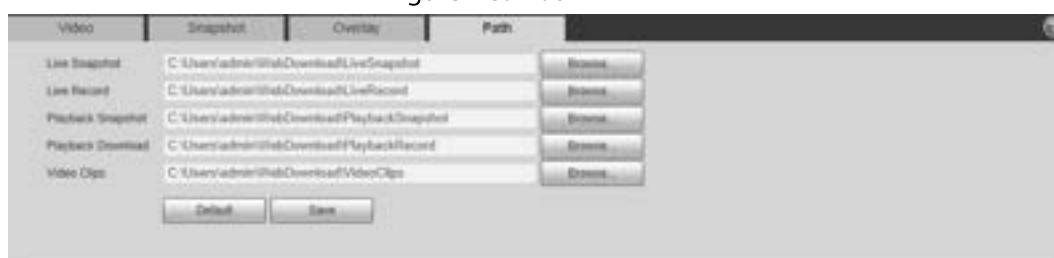 Video Snapshot Overlay Path
Live Snapshot C:\Users\admin\WebDownload\LiveSnapshot Browse...
Live Record C:\Users\admin\WebDownload\LiveRecord Browse...
Playback Snapshot C:\Users\admin\WebDownload\PlaybackSnapshot Browse...
Playback Download C:\Users\admin\WebDownload\PlaybackRecord Browse...
Video Clips C:\Users\admin\WebDownload\VideoClips Browse...
Default Save